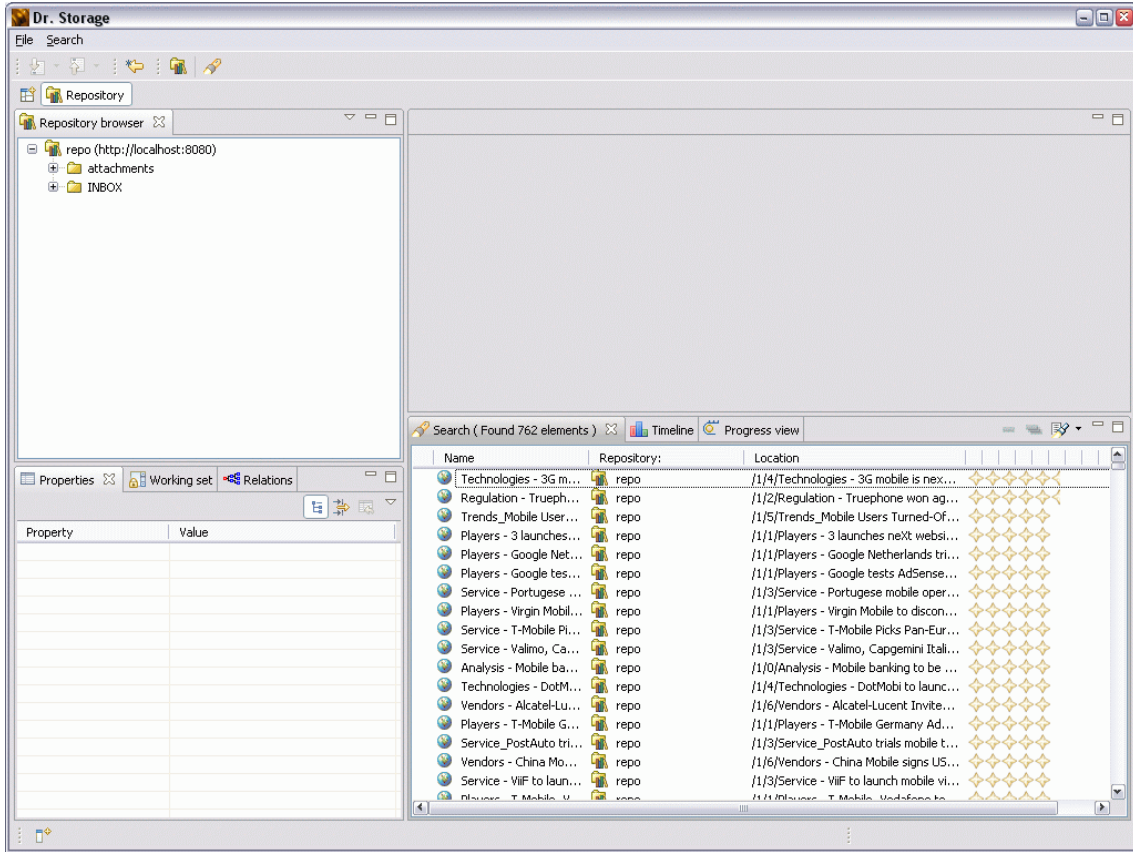 Dr. Storage
File Search
Repository
Repository browser
repo (http://localhost:8080)
attachments
INBOX
Search ( Found 762 elements ) Timeline Progress view
Name Repository: Location
Technologies - 3G m... repo /1/4/Technologies - 3G mobile is nex...
Regulation - Trueph... repo /1/2/Regulation - Truephone won ag...
Trends_Mobile User... repo /1/5/Trends_Mobile Users Turned-Of...
Players - 3 launches... repo /1/1/Players - 3 launches neXt websi...
Players - Google Net... repo /1/1/Players - Google Netherlands tri...
Players - Google tes... repo /1/1/Players - Google tests AdSense...
Service - Portugese ... repo /1/3/Service - Portugese mobile oper...
Players - Virgin Mobil... repo /1/1/Players - Virgin Mobile to discon...
Service - T-Mobile Pi... repo /1/3/Service - T-Mobile Picks Pan-Eur...
Service - Valimo, Ca... repo /1/3/Service - Valimo, Capgemini Itali...
Analysis - Mobile ba... repo /1/0/Analysis - Mobile banking to be ...
Technologies - DotM... repo /1/4/Technologies - DotMobi to launc...
Vendors - Alcatel-Lu... repo /1/6/Vendors - Alcatel-Lucent Invite...
Players - T-Mobile G... repo /1/1/Players - T-Mobile Germany Ad...
Service_PostAuto tri... repo /1/3/Service_PostAuto trials mobile t...
Vendors - China Mo... repo /1/6/Vendors - China Mobile signs US...
Service - ViiF to laun... repo /1/3/Service - ViiF to launch mobile vi...
Players - T-Mobile, V... repo /1/1/Players - T-Mobile, Vodafone to ...
Properties Working set Relations
Property Value